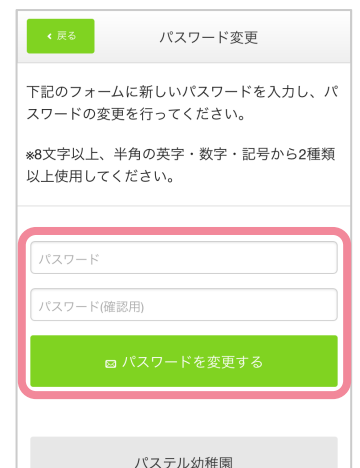 戻る
パスワード変更
下記のフォームに新しいパスワードを入力し、パ
スワードの変更を行ってください。
※8文字以上、半角の英字・数字・記号から2種類
以上使用してください。
パスワード
パスワード(確認用)
パスワードを変更する
パステル幼稚園